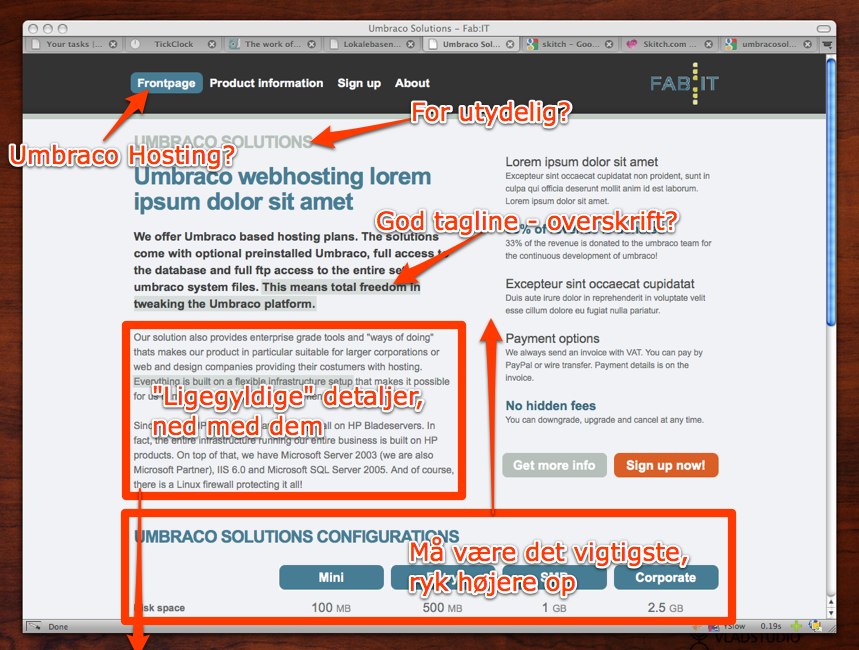 Umbraco Solutions – Fab:IT
Your tasks |...
TickClock
The work of...
Lokalebasen...
Umbraco Sol...
skitch – Goo...
Skitch.com ...
umbracosol...
Frontpage
Product information
Sign up
About
FAB IT
For utydelig?
UMBRACO SOLUTIONS
Umbraco Hosting?
Umbraco webhosting lorem
ipsum dolor sit amet
God tagline - overskrift?
We offer Umbraco based hosting plans. The solutions
come with optional preinstalled Umbraco, full access to
the database and full ftp access to the entire
umbraco system files. This means total freedom in
tweaking the Umbraco platform.
Our solution also provides enterprise grade tools and "ways of doing"
thats makes our product in particular suitable for larger corporations or
web and design companies providing their costumers with hosting.
Everything is built on a flexible infrastructure setup that makes it possible
for us
"Ligegyldige" detaljer,
ned med dem
all on HP Bladeservers. In
fact, the entire infrastructure running our entire business is built on HP
products. On top of that, we have Microsoft Server 2003 (we are also
Microsoft Partner), IIS 6.0 and Microsoft SQL Server 2005. And of course,
there is a Linux firewall protecting it all!
Lorem ipsum dolor sit amet
Excepteur sint occaecat cupidatat non proident, sunt in
culpa qui officia deserunt mollit anim id est laborum.
Lorem ipsum dolor sit amet.
33% of the revenue is donated to the umbraco team for
the continuous development of umbraco!
Excepteur sint occaecat cupidatat
Duis aute irure dolor in reprehenderit in voluptate velit
esse cillum dolore eu fugiat nulla pariatur.
Payment options
We always send an invoice with VAT. You can pay by
PayPal or wire transfer. Payment details is on the
invoice.
No hidden fees
You can downgrade, upgrade and cancel at any time.
Get more info
Sign up now!
UMBRACO SOLUTIONS CONFIGURATIONS
Må være det vigtigste,
ryk højere op
Mini
Corporate
Disk space
100 MB
500 MB
1 GB
2.5 GB
Done
YSlow
0.19s
VLADSTUDIO